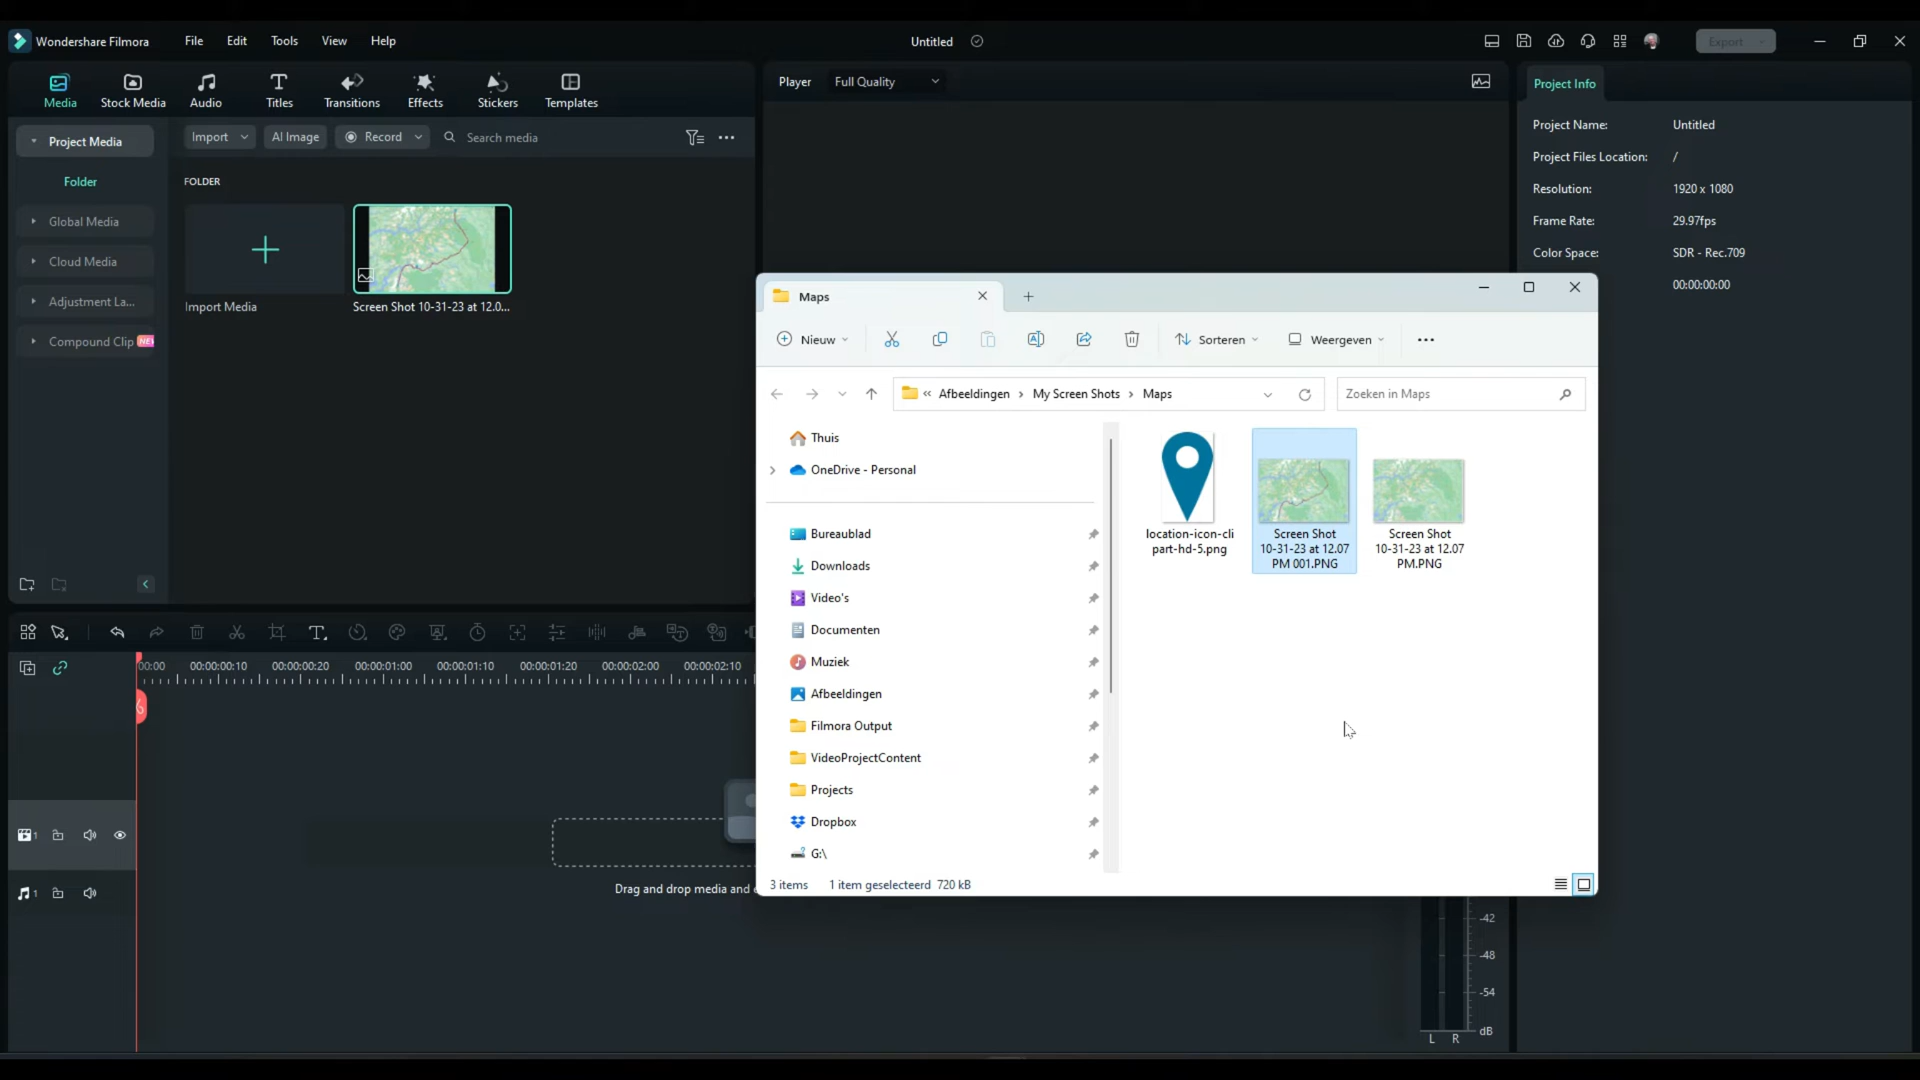 Wondershare Filmora
File
Edit
Tools
View
Help
Untitled
Export
Media
Stock Media
Audio
Titles
Transitions
Effects
Stickers
Templates
Player
Full Quality
Project Info
Project Media
Import
AI Image
Record
Search media
Folder
Global Media
Cloud Media
Adjustment La...
Compound Clip
NEW
FOLDER
Import Media
Screen Shot 10-31-23 at 12.0...
Project Name:
Untitled
Project Files Location:
/
Resolution:
1920 x 1080
Frame Rate:
29.97fps
Color Space:
SDR - Rec.709
00:00:00:00
Maps
Nieuw
Sorteren
Weergeven
Afbeeldingen
My Screen Shots
Maps
Zoeken in Maps
Thuis
OneDrive - Personal
Bureaublad
Downloads
Video's
Documenten
Muziek
Afbeeldingen
Filmora Output
VideoProjectContent
Projects
Dropbox
G:\
location-icon-cli
part-hd-5.png
Screen Shot
10-31-23 at 12.07
PM 001.PNG
Screen Shot
10-31-23 at 12.07
PM.PNG
3 items
1 item geselecteerd
720 kB
00:00
00:00:00:10
00:00:00:20
00:00:01:00
00:00:01:10
00:00:01:20
00:00:02:00
00:00:02:10
1
1
Drag and drop media and
-42
-48
-54
dB
L
R